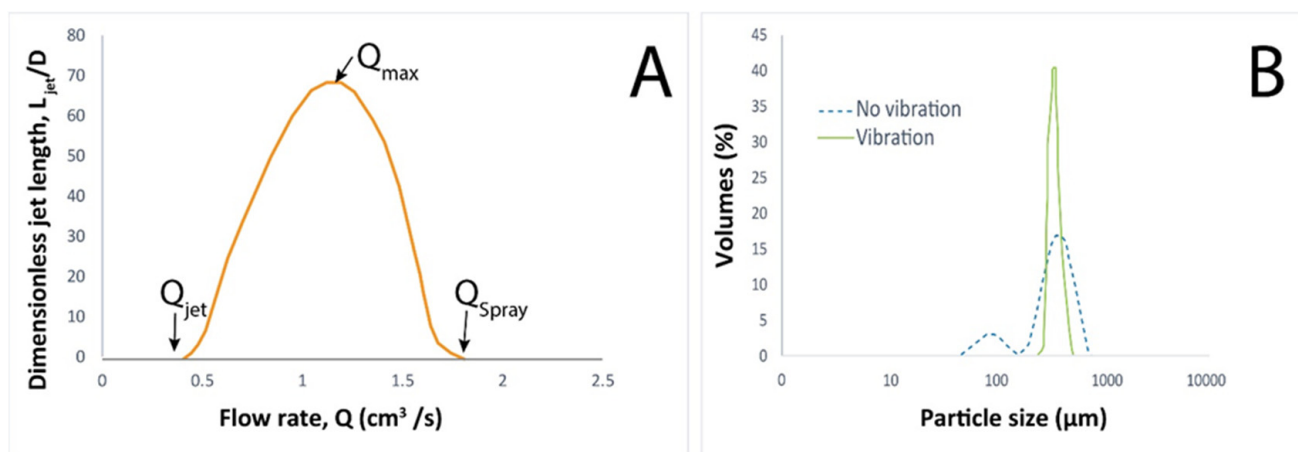 A
Dimensionless jet length, Ljet/D
80
70
60
50
40
30
20
10
0
Qmax
Qjet
QSpray
0 0.5 1 1.5 2 2.5
Flow rate, Q (cm³ /s)
B
Volumes (%)
45
40
35
30
25
20
15
10
5
0
No vibration
Vibration
0 10 100 1000 10000
Particle size (μm)